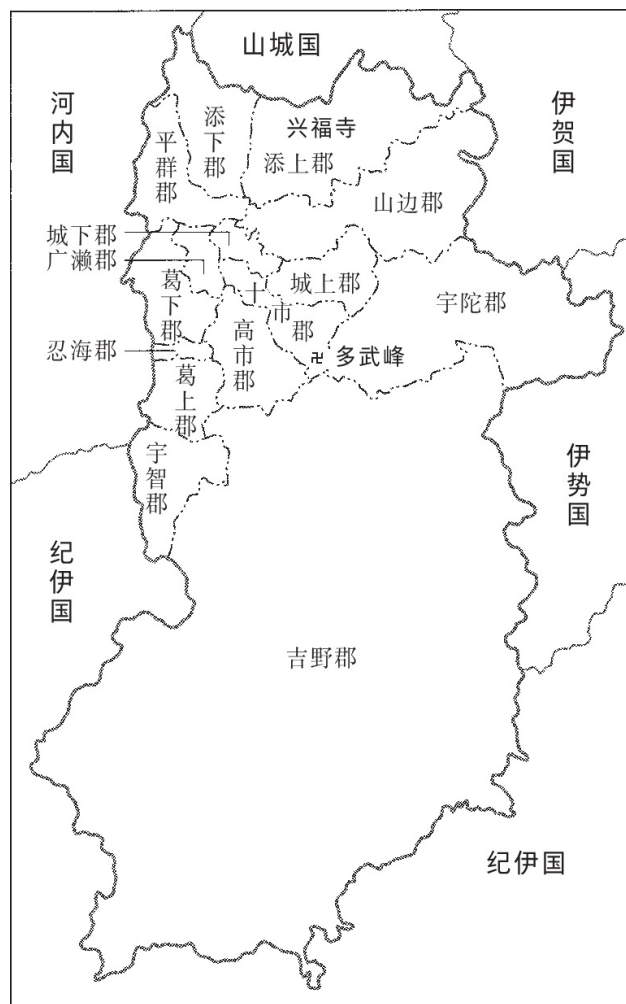 山城国
河内国
伊贺国
添下郡
兴福寺
添上郡
平群郡
山边郡
城下郡
广濑郡
城上郡
十市郡
宇陀郡
葛下郡
高市郡
忍海郡
卍 多武峰
葛上郡
宇智郡
伊势国
纪伊国
吉野郡
纪伊国